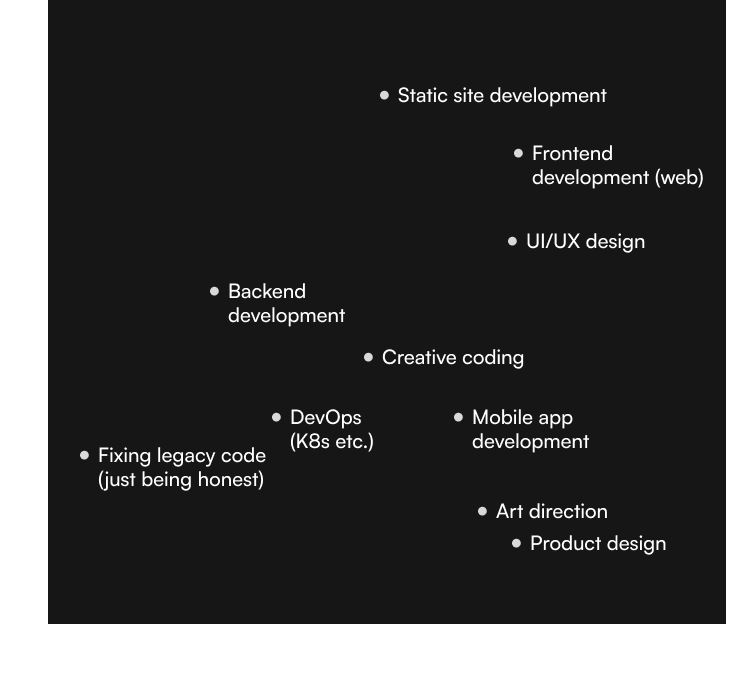 Static site development
Frontend
development (web)
UI/UX design
Backend
development
Creative coding
DevOps
(K8s etc.)
Mobile app
development
Fixing legacy code
(just being honest)
Art direction
Product design